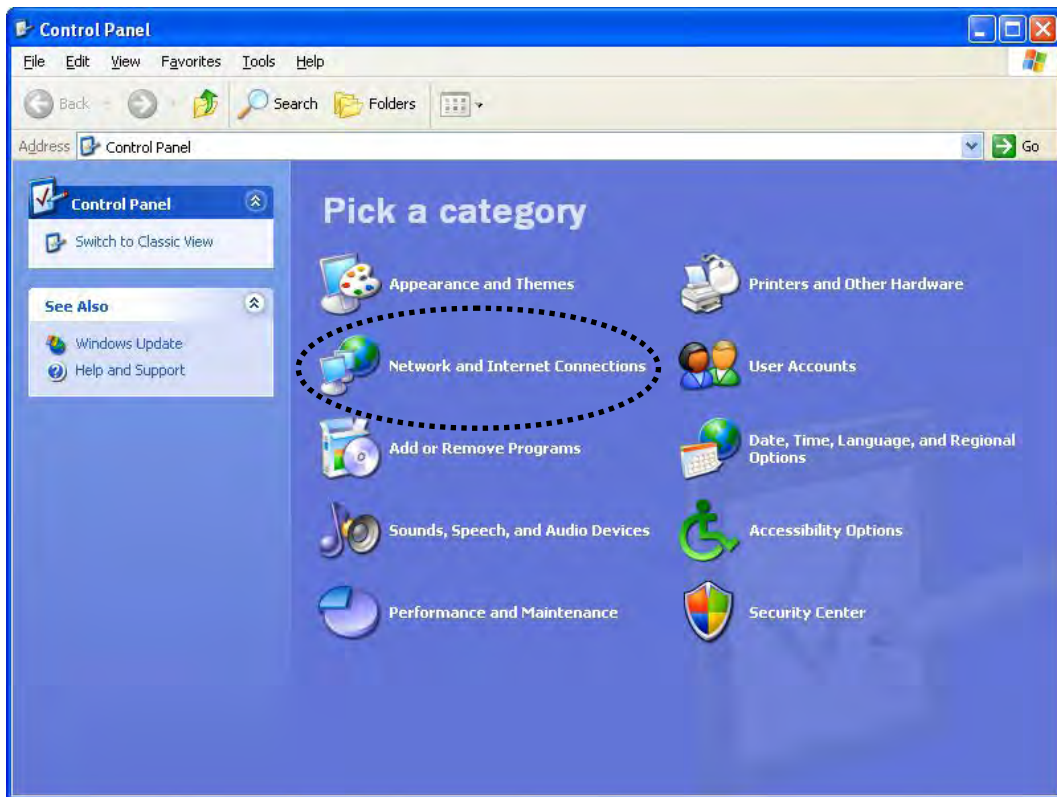 Control Panel
File Edit View Favorites Tools Help
Back Search Folders
Address Control Panel Go
Control Panel
Switch to Classic View
See Also
Windows Update
Help and Support
Pick a category
Appearance and Themes
Printers and Other Hardware
Network and Internet Connections
User Accounts
Add or Remove Programs
Date, Time, Language, and Regional
Options
Sounds, Speech, and Audio Devices
Accessibility Options
Performance and Maintenance
Security Center